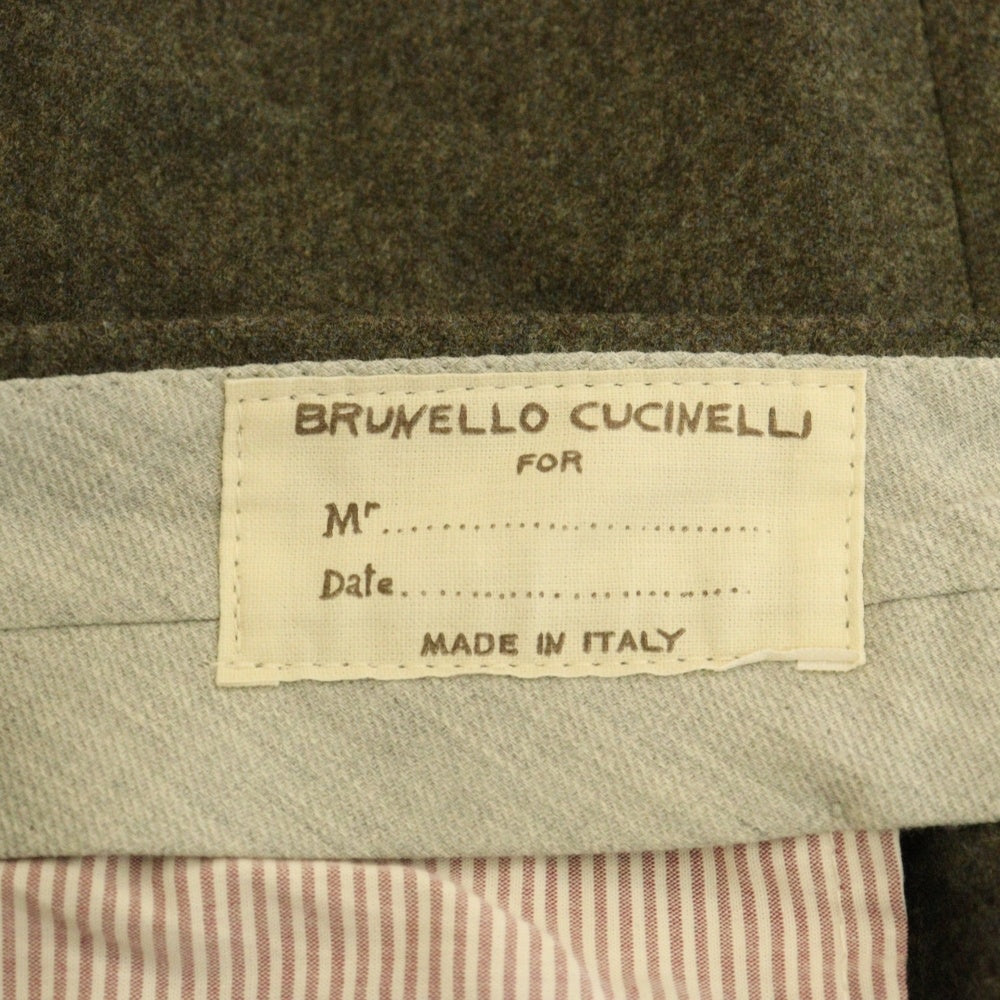 BRUNELLO CUCINELLI
FOR
Mr..............................
Date..............................
MADE IN ITALY